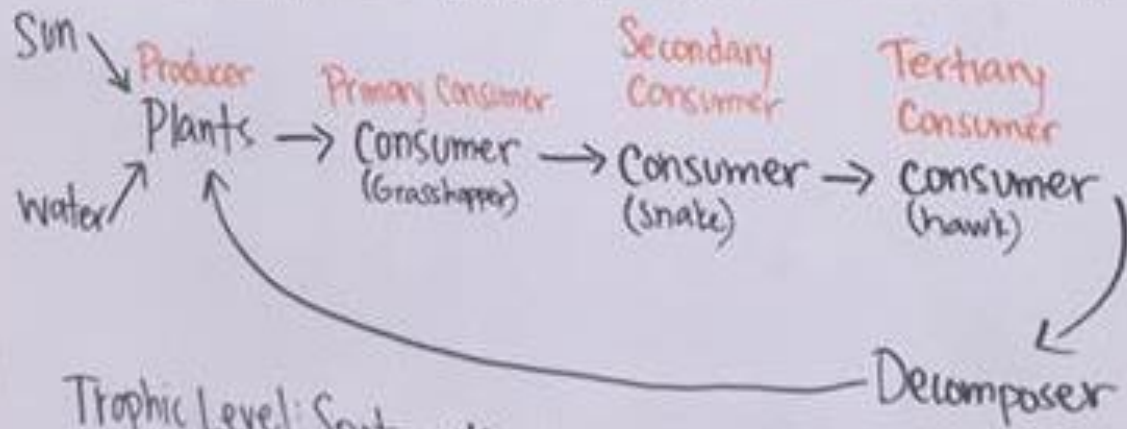 Sun
Producer
Primary Consumer
Secondary
Consumer
Tertiary
Consumer
Plants
Consumer
(Grasshopper)
Consumer
(Snake)
Consumer
(hawk)
Water
Decomposer
Trophic Level: